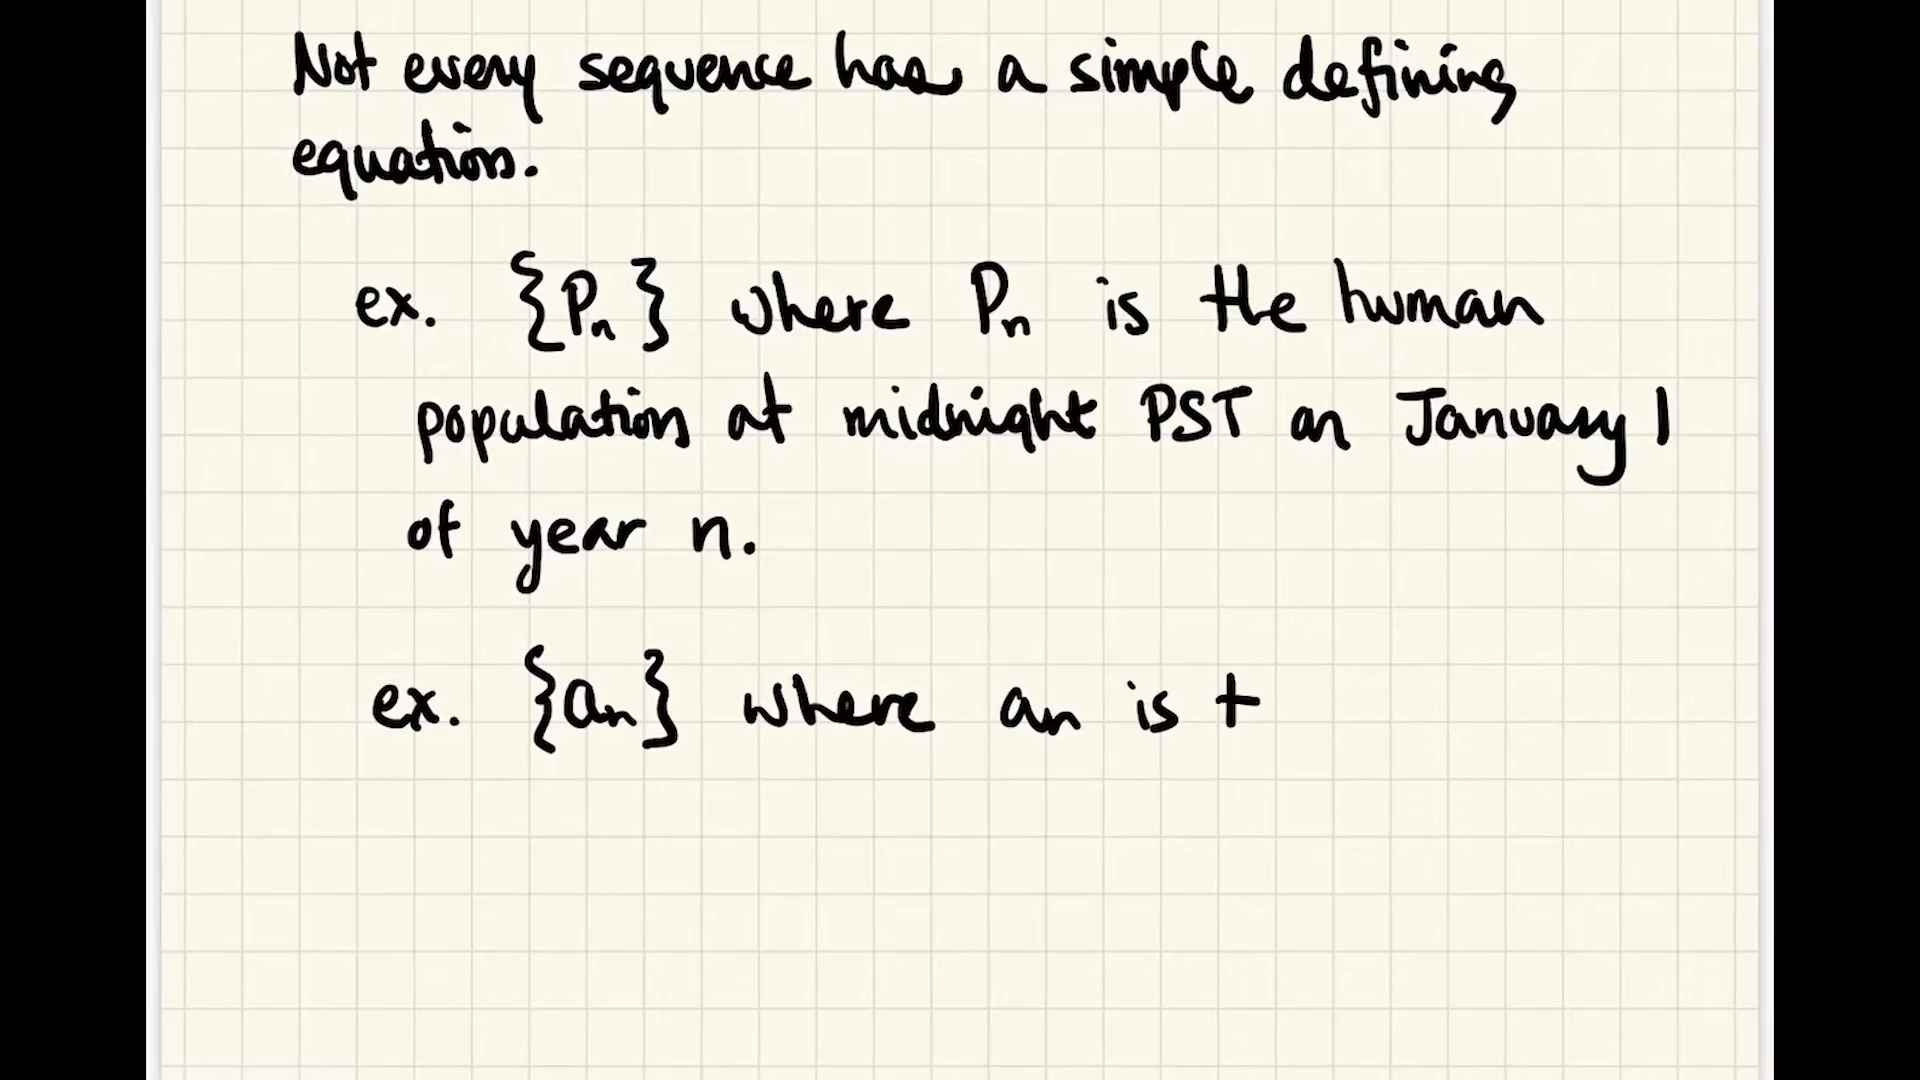 Not every sequence has a simple defining
equation.
ex. {Pn} where Pn is the human
population at midnight PST on January 1
of year n.
ex. {an} where an is t